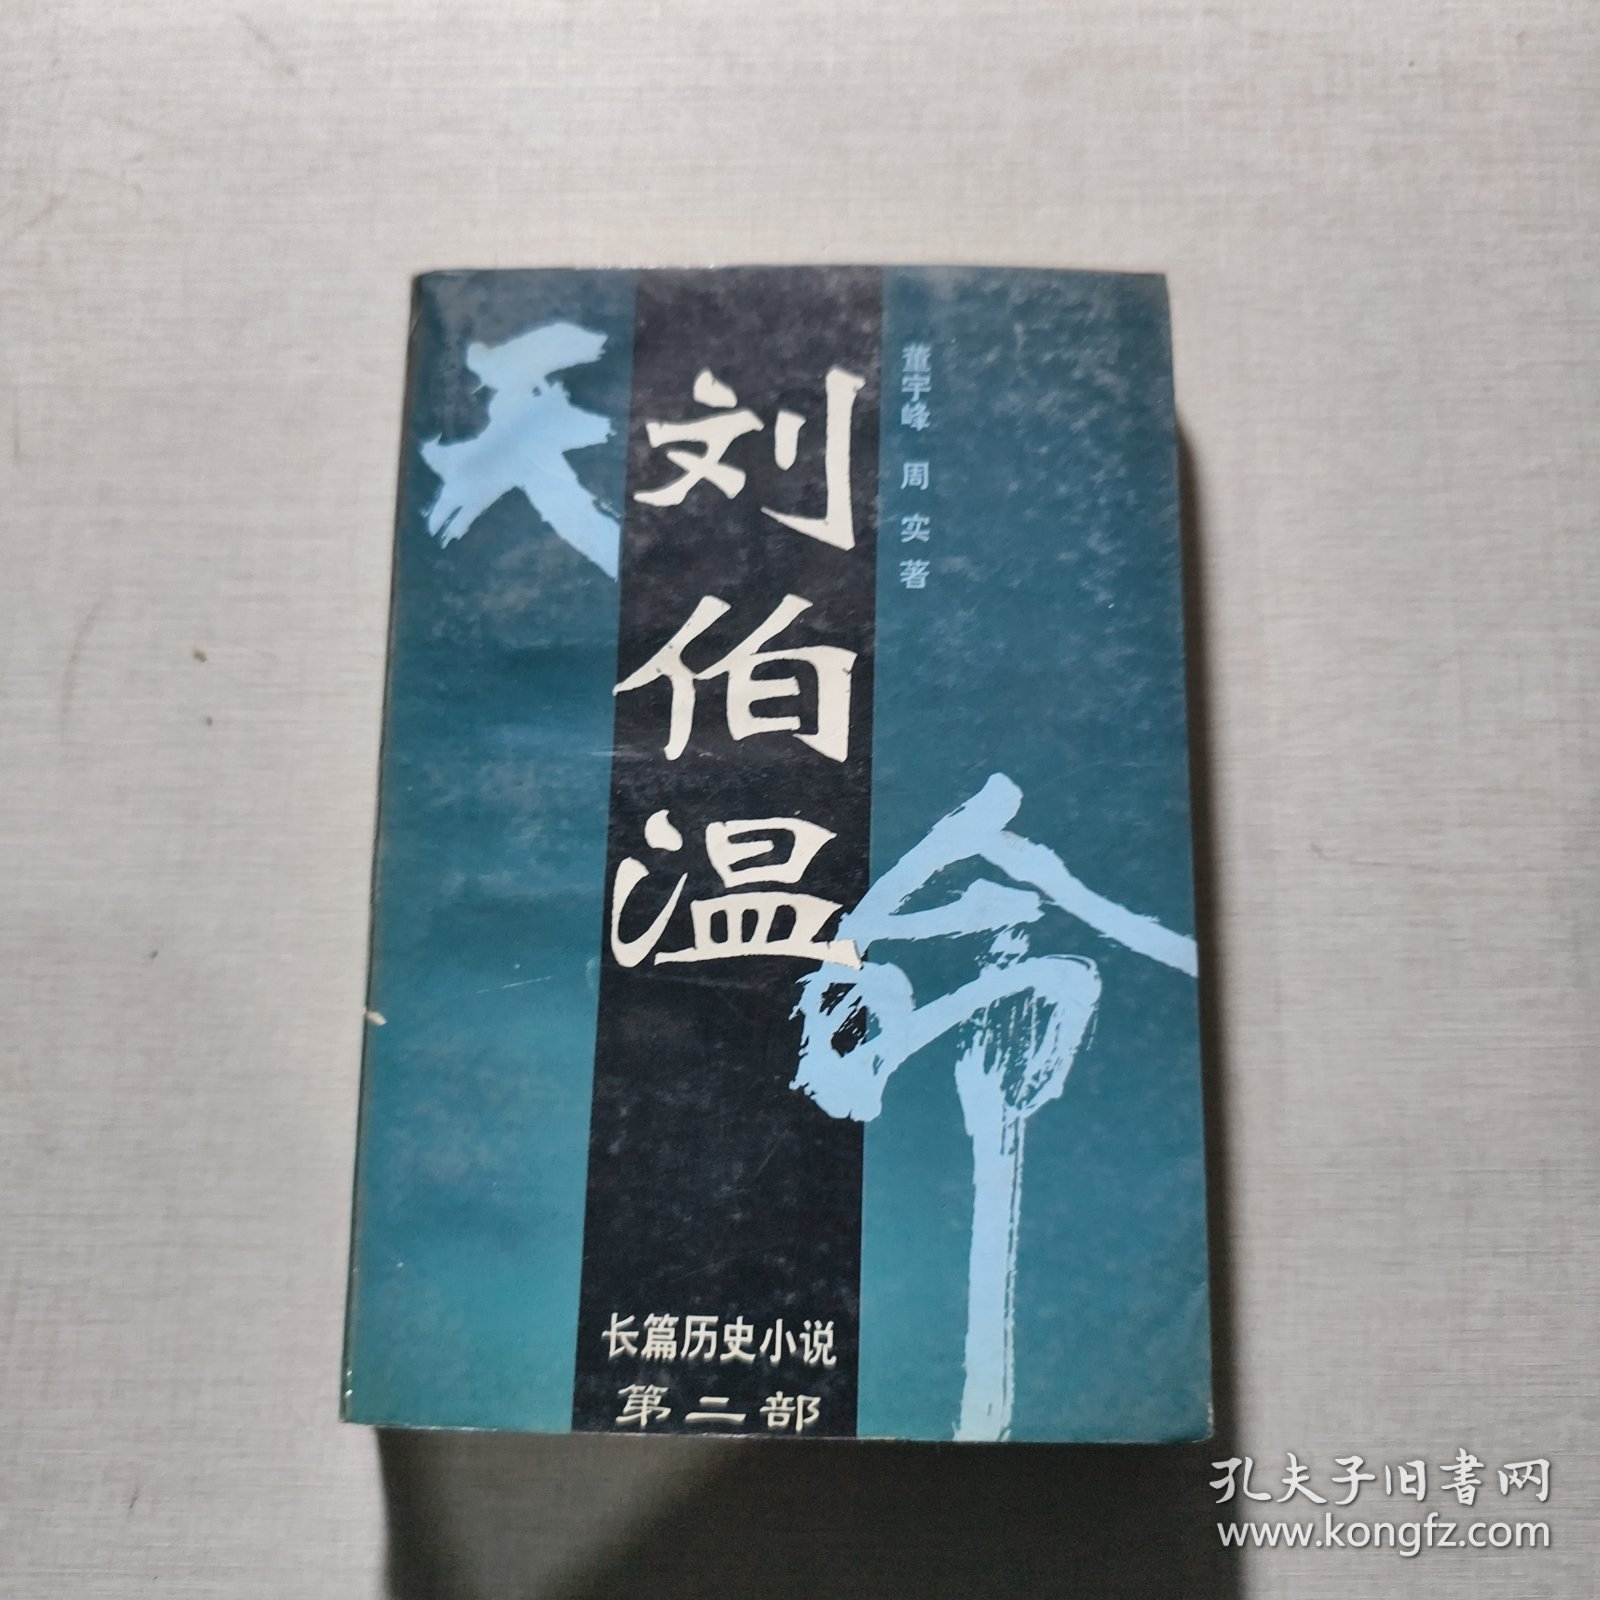 天命
刘伯温
董宇峰 周实 著
长篇历史小说
第二部
孔夫子旧书网
www.kongfz.com